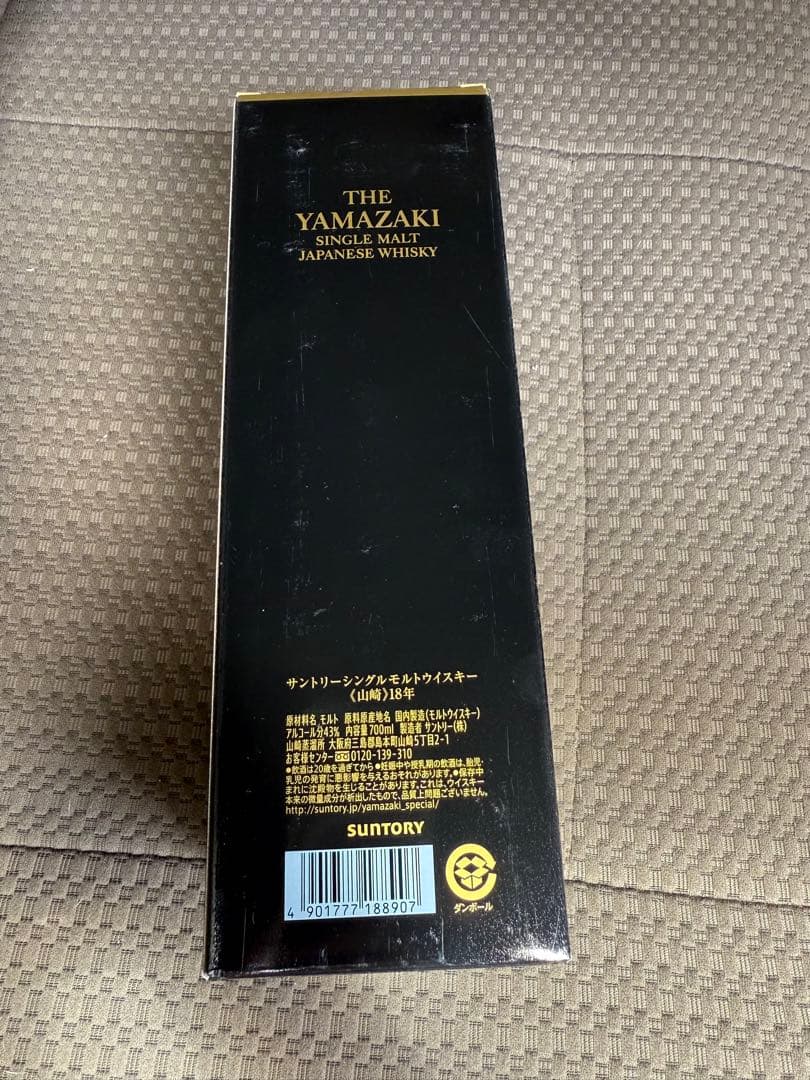 THE
YAMAZAKI
SINGLE MALT
JAPANESE WHISKY
サントリーシングルモルトウイスキー
《山崎》18年
原材料名 モルト 原料原産地名 国内製造(モルトウイスキー)
アルコール分43% 内容量700ml 製造者 サントリー(株)
山崎蒸溜所 大阪府三島郡島本町山崎5丁目2-1
お客様センター 0120-139-310
●飲酒は20歳を過ぎてから ●妊娠中や授乳期の飲酒は、胎児・
乳児の発育に悪影響を与えるおそれがあります。●保存中
まれに沈殿物を生じることがあります。これは、ウイスキー
本来の微量成分が析出したもので、品質上問題ございません。
http://suntory.jp/yamazaki_special/
SUNTORY
4 901777 188907
ダンボール